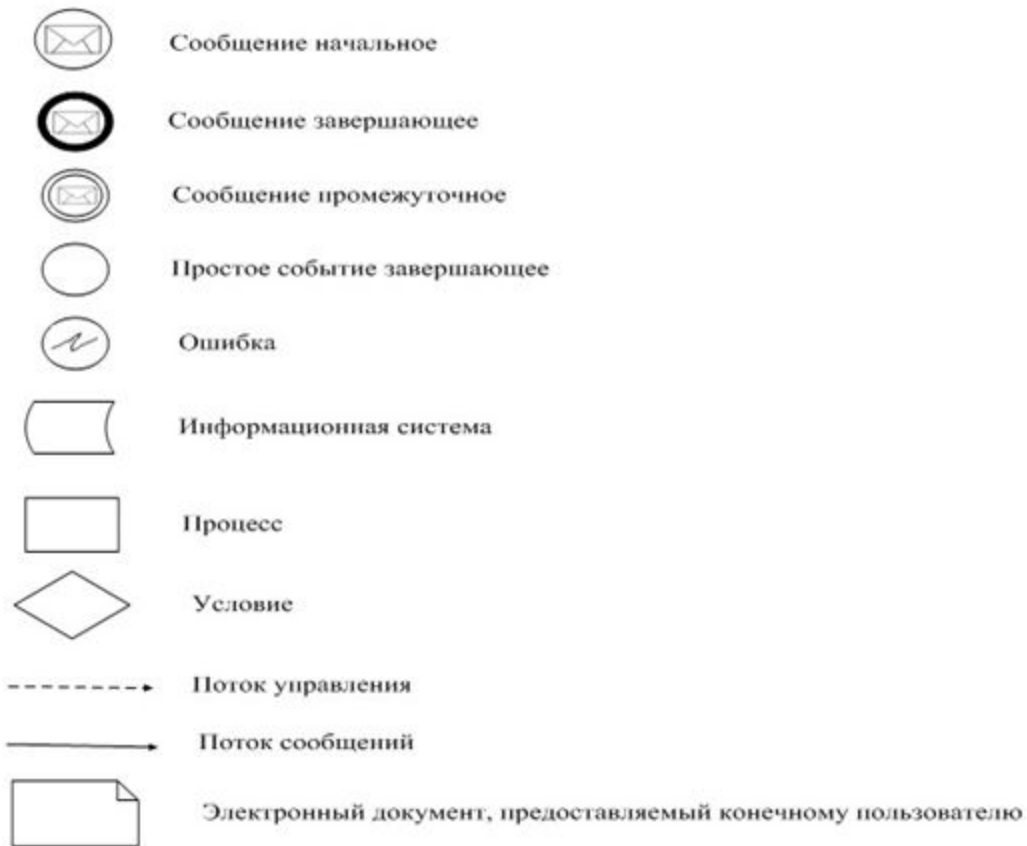 Сообщение начальное
Сообщение завершающее
Сообщение промежуточное
Простое событие завершающее
Ошибка
Информационная система
Процесс
Условие
Поток управления
Поток сообщений
Электронный документ, предоставляемый конечному пользователю